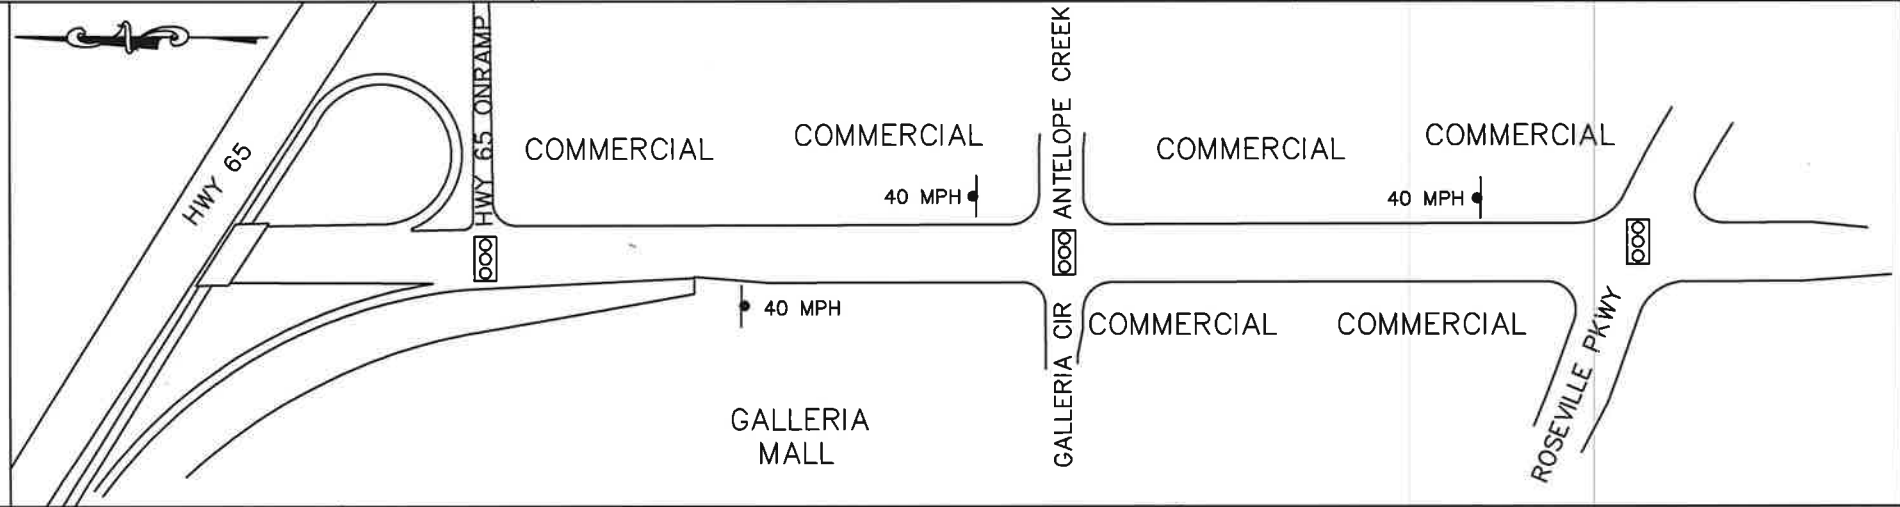 HWY 65
HWY 65 ONRAMP
COMMERCIAL
COMMERCIAL
40 MPH
ANTELOPE CREEK
COMMERCIAL
COMMERCIAL
40 MPH
40 MPH
GALLERIA
MALL
GALLERIA CIR
COMMERCIAL
COMMERCIAL
ROSEVILLE PKWY